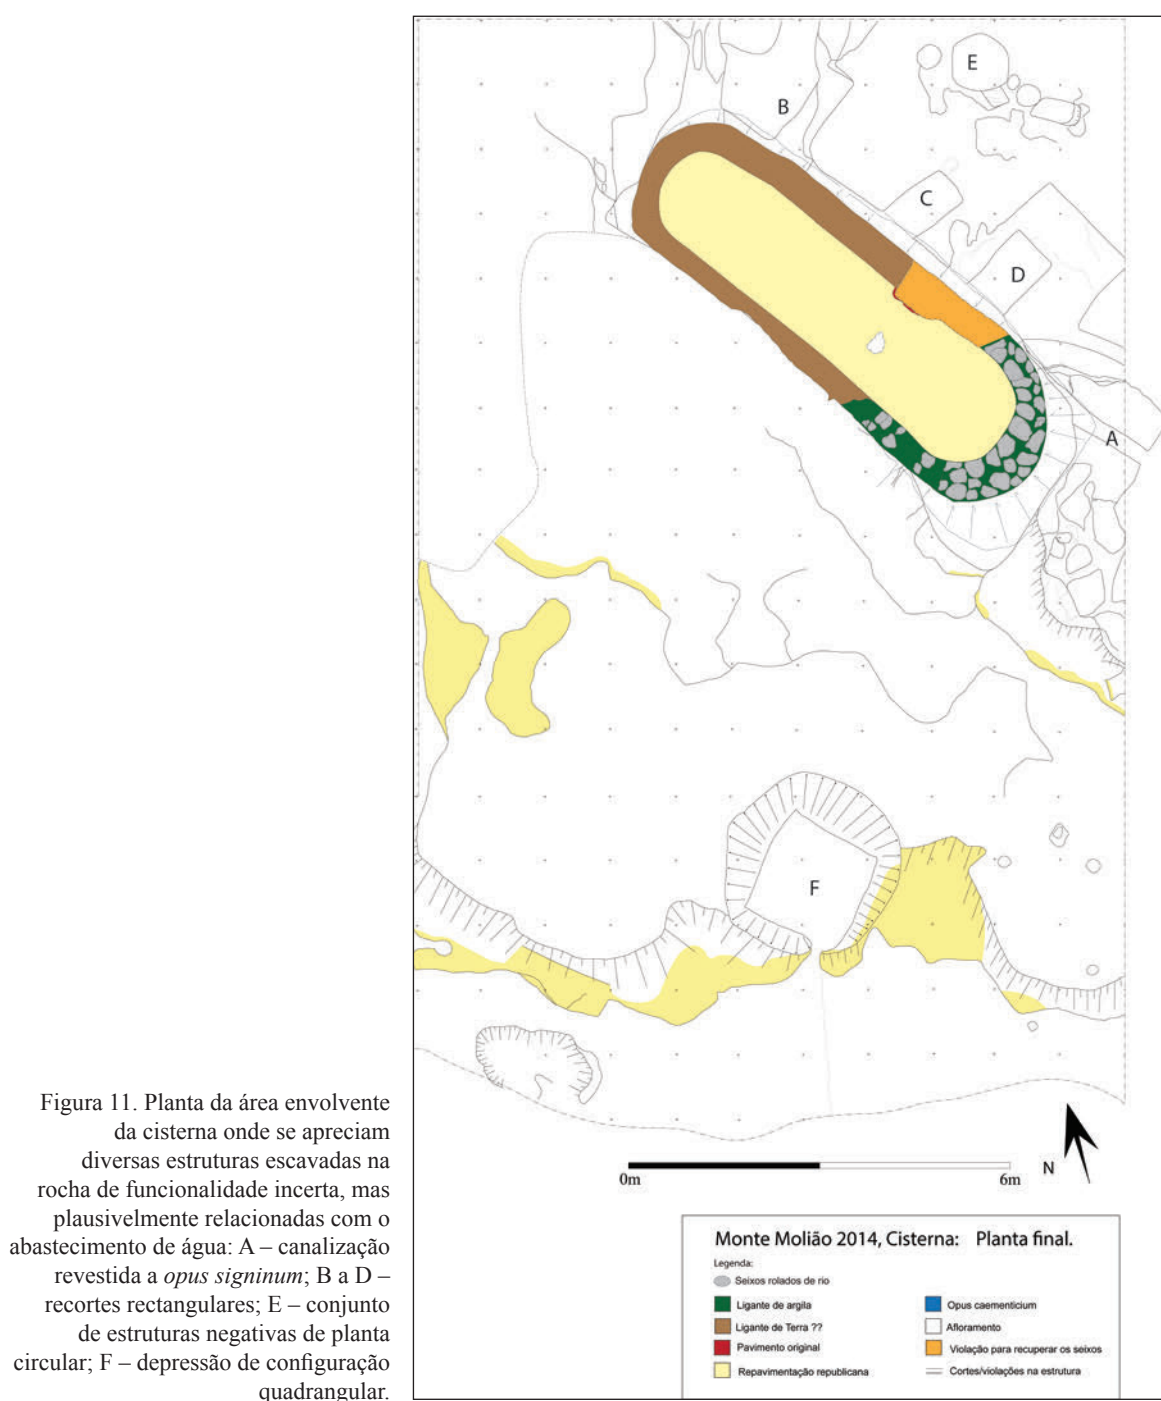 E
B
C
D
A
F
Figura 11. Planta da área envolvente
da cisterna onde se apreciam
diversas estruturas escavadas na
rocha de funcionalidade incerta, mas
plausivelmente relacionadas com o
abastecimento de água: A – canalização
revestida a opus signinum; B a D –
recortes rectangulares; E – conjunto
de estruturas negativas de planta
circular; F – depressão de configuração
quadrangular.
N
0m 6m
Monte Molião 2014, Cisterna: Planta final.
Legenda:
Seixos rolados de rio
Ligante de argila
Ligante de Terra ??
Pavimento original
Repavimentação republicana
Opus caementicium
Afloramento
Violação para recuperar os seixos
Cortes/violações na estrutura